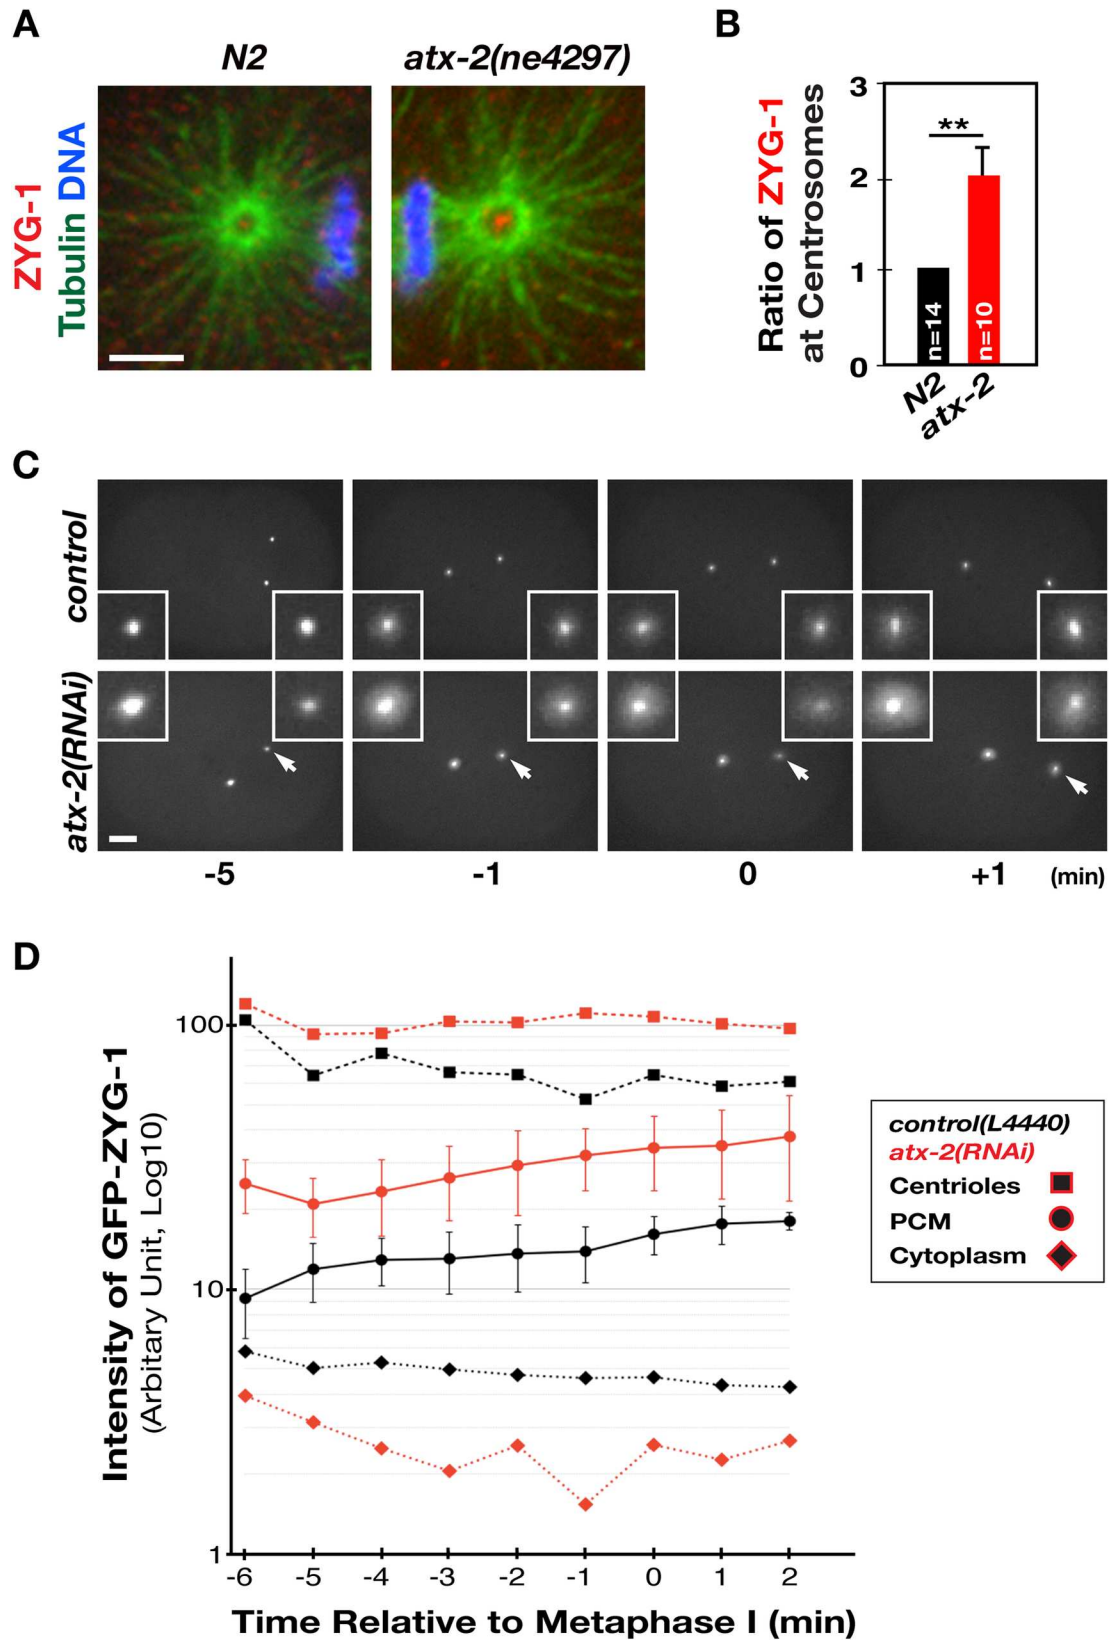 A
N2
atx-2(ne4297)
ZYG-1
Tubulin DNA
B
Ratio of ZYG-1
at Centrosomes
3
2
1
0
**
n=14
n=10
N2
atx-2
C
control
atx-2(RNAi)
-5
-1
0
+1
(min)
D
Intensity of GFP-ZYG-1
(Arbitary Unit, Log10)
100
10
1
-6
-5
-4
-3
-2
-1
0
1
2
Time Relative to Metaphase I (min)
control(L4440)
atx-2(RNAi)
Centrioles
PCM
Cytoplasm